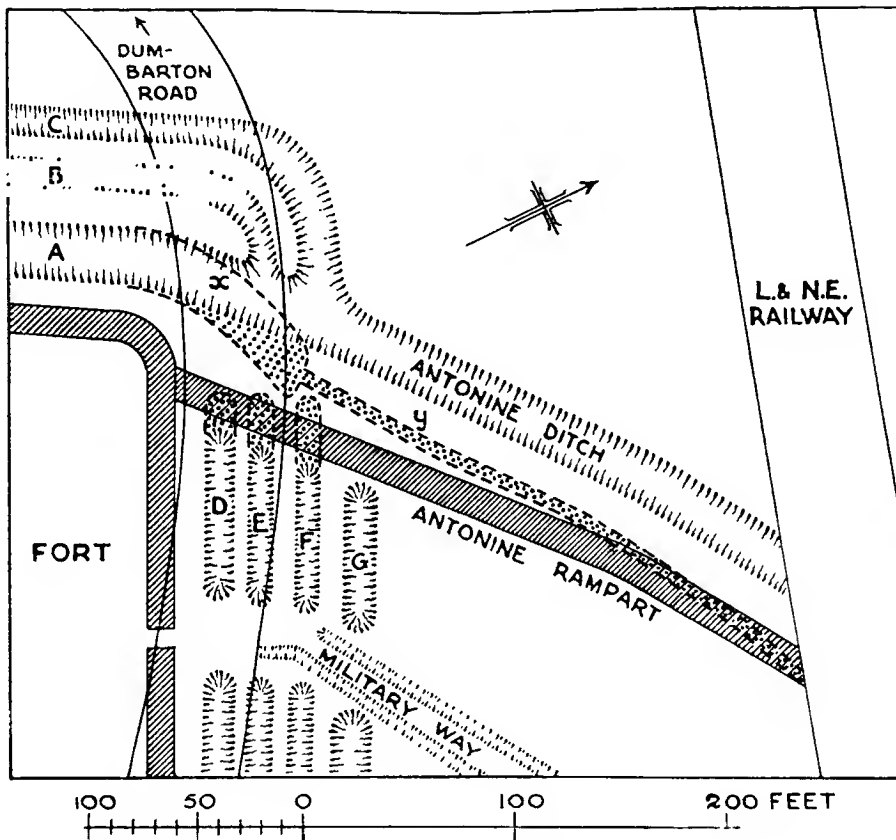 DUM-
BARTON
ROAD
C
B
A
x
L. & N.E.
RAILWAY
ANTONINE DITCH
y
D
E
F
G
FORT
ANTONINE RAMPART
MILITARY WAY
100 50 0 100 200 FEET